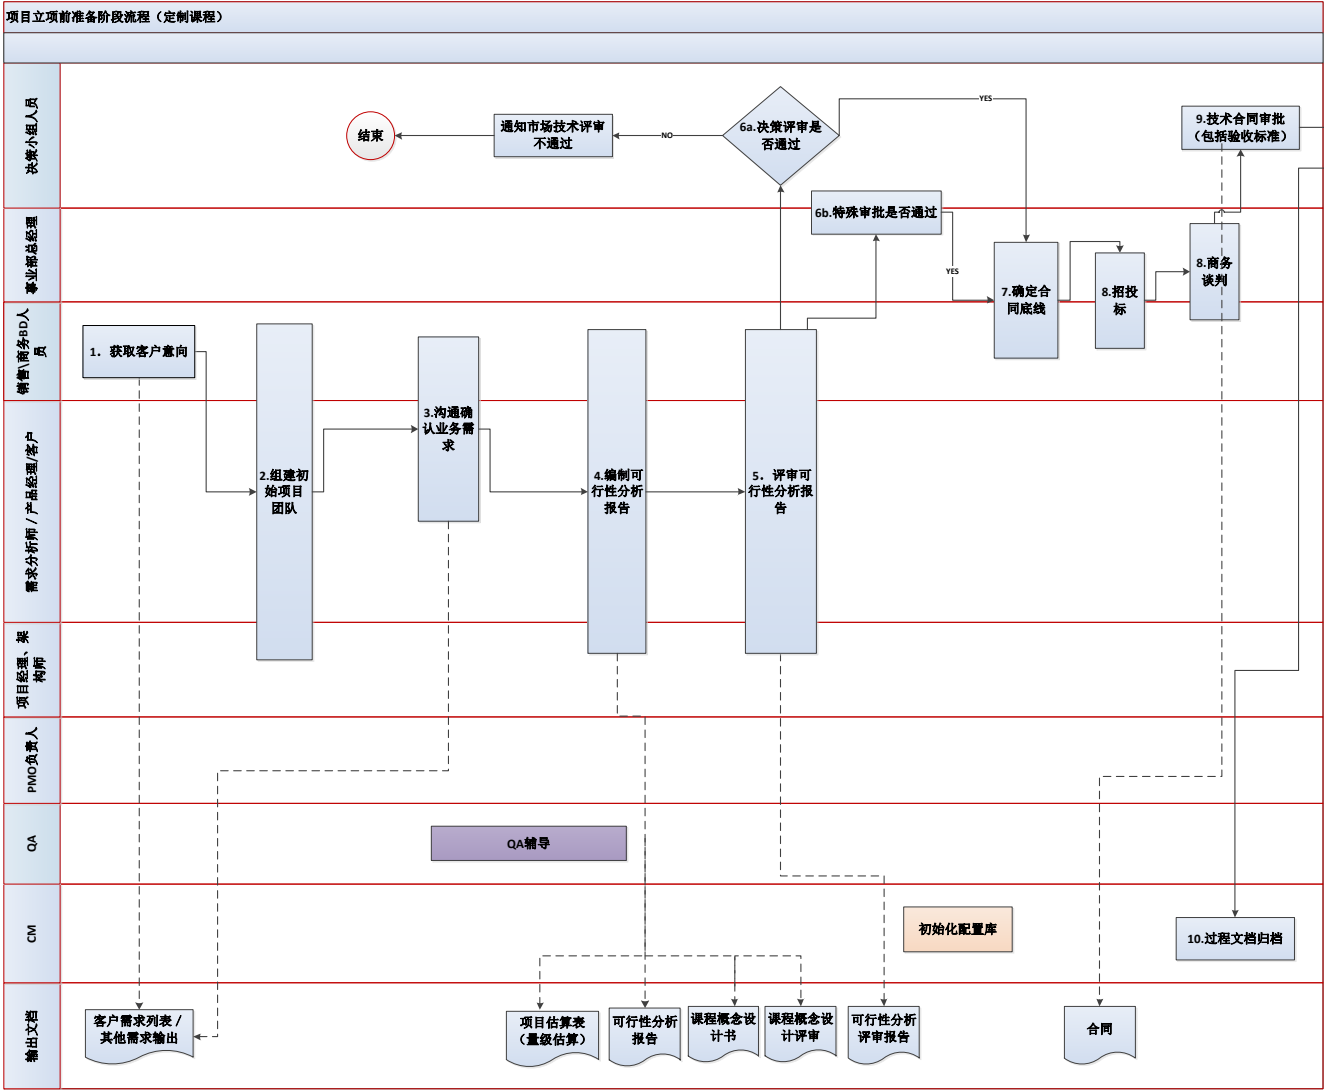 项目立项前准备阶段流程（定制课程）
决策小组人员
结束
通知市场技术评审
不通过
NO
6a.决策评审是
否通过
YES
9.技术合同审批
（包括验收标准）
事业部总经理
6b.特殊审批是否通过
YES
7.确定合
同底线
8.招投
标
8.商务
谈判
销售\商务BD人
员
1．获取客户意向
需求分析师 / 产品经理/客户
2.组建初
始项目
团队
3.沟通确
认业务需
求
4.编制可
行性分析
报告
5．评审可
行性分析报
告
项目经理、架
构师
PMO负责人
QA
QA辅导
CM
初始化配置库
10.过程文档归档
输出文档
客户需求列表 /
其他需求输出
项目估算表
（量级估算）
可行性分析
报告
课程概念设
计书
课程概念设
计评审
可行性分析
评审报告
合同